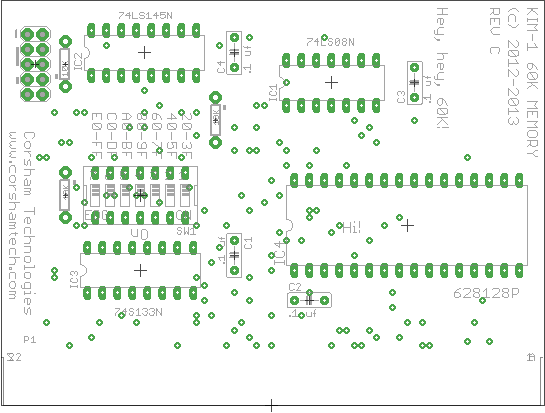 74LS145N
IC2
10K
C4
.1 uf
74LS08N
IC1
C3
.1 uf
Hey, hey, 60K!
KIM-1 60K MEMORY
(C) 2012-2013
REV C
Corsham Technologies
www.corshamtech.com
20-3F
40-5F
60-7F
80-9F
A0-BF
C0-DF
E0-FF
On
SW1
IC3
74S133N
C1
.1 uf
IC4
Hi!
628128P
C2
.1 uf
P1